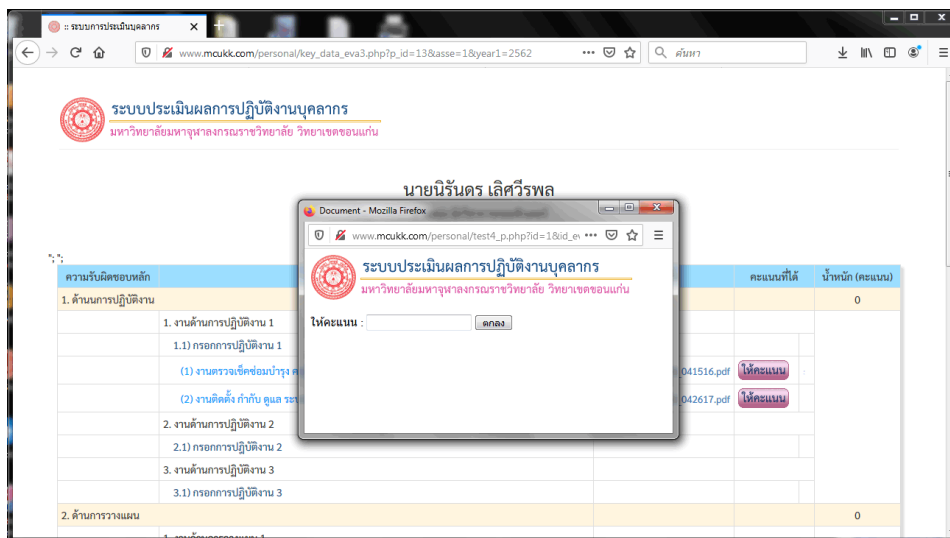 :: ระบบการประเมินบุคลากร
www.mcukk.com/personal/key_data_eva3.php?p_id=13&asse=1&year1=2562
ค้นหา
ระบบประเมินผลการปฏิบัติงานบุคลากร
มหาวิทยาลัยมหาจุฬาลงกรณราชวิทยาลัย วิทยาเขตขอนแก่น
นายนิรันดร เลิศวีรพล
Document - Mozilla Firefox
www.mcukk.com/personal/test4_p.php?id=1&id_e
ระบบประเมินผลการปฏิบัติงานบุคลากร
มหาวิทยาลัยมหาจุฬาลงกรณราชวิทยาลัย วิทยาเขตขอนแก่น
ให้คะแนน : ตกลง
";";
ความรับผิดชอบหลัก คะแนนที่ได้ น้ำหนัก (คะแนน)
1. ด้านนการปฏิบัติงาน 0
1. งานด้านการปฏิบัติงาน 1
1.1) กรอกการปฏิบัติงาน 1
(1) งานตรวจเช็คซ่อมบำรุง 041516.pdf ให้คะแนน
(2) งานติดตั้ง กำกับ ดูแล 042617.pdf ให้คะแนน
2. งานด้านการปฏิบัติงาน 2
2.1) กรอกการปฏิบัติงาน 2
3. งานด้านการปฏิบัติงาน 3
3.1) กรอกการปฏิบัติงาน 3
2. ด้านการวางแผน 0